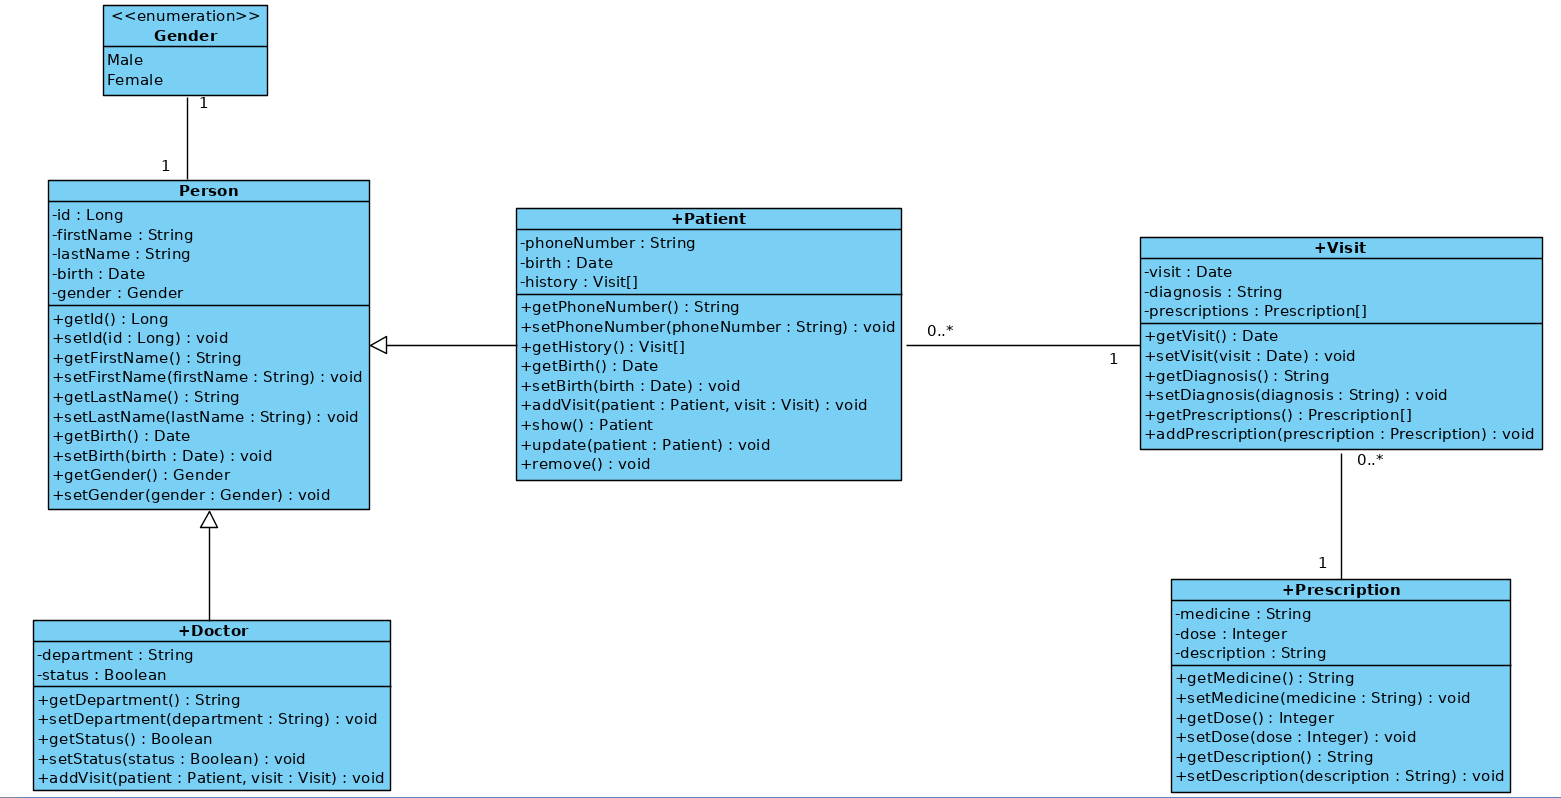 <<enumeration>>
Gender
Male
Female
1
1
Person
-id : Long
-firstName : String
-lastName : String
-birth : Date
-gender : Gender
+getId() : Long
+setId(id : Long) : void
+getFirstName() : String
+setFirstName(firstName : String) : void
+getLastName() : String
+setLastName(lastName : String) : void
+getBirth() : Date
+setBirth(birth : Date) : void
+getGender() : Gender
+setGender(gender : Gender) : void
+Patient
-phoneNumber : String
-birth : Date
-history : Visit[]
+getPhoneNumber() : String
+setPhoneNumber(phoneNumber : String) : void
+getHistory() : Visit[]
+getBirth() : Date
+setBirth(birth : Date) : void
+addVisit(patient : Patient, visit : Visit) : void
+show() : Patient
+update(patient : Patient) : void
+remove() : void
0..*
1
+Visit
-visit : Date
-diagnosis : String
-prescriptions : Prescription[]
+getVisit() : Date
+setVisit(visit : Date) : void
+getDiagnosis() : String
+setDiagnosis(diagnosis : String) : void
+getPrescriptions() : Prescription[]
+addPrescription(prescription : Prescription) : void
0..*
1
+Doctor
-department : String
-status : Boolean
+getDepartment() : String
+setDepartment(department : String) : void
+getStatus() : Boolean
+setStatus(status : Boolean) : void
+addVisit(patient : Patient, visit : Visit) : void
+Prescription
-medicine : String
-dose : Integer
-description : String
+getMedicine() : String
+setMedicine(medicine : String) : void
+getDose() : Integer
+setDose(dose : Integer) : void
+getDescription() : String
+setDescription(description : String) : void